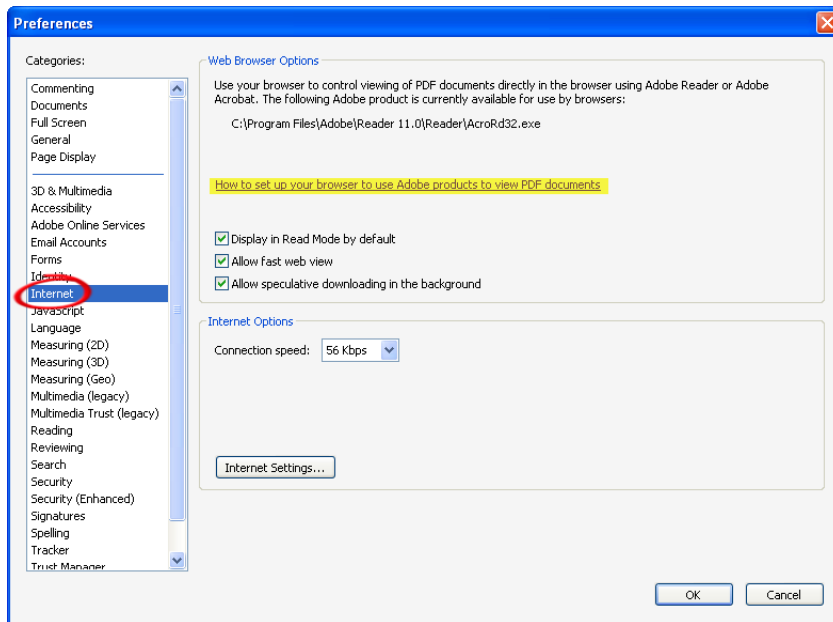 Preferences
Categories:
Commenting
Documents
Full Screen
General
Page Display
3D & Multimedia
Accessibility
Adobe Online Services
Email Accounts
Forms
Identity
Internet
JavaScript
Language
Measuring (2D)
Measuring (3D)
Measuring (Geo)
Multimedia (legacy)
Multimedia Trust (legacy)
Reading
Reviewing
Search
Security
Security (Enhanced)
Signatures
Spelling
Tracker
Trust Manager
Web Browser Options
Use your browser to control viewing of PDF documents directly in the browser using Adobe Reader or Adobe
Acrobat. The following Adobe product is currently available for use by browsers:
C:\Program Files\Adobe\Reader 11.0\Reader\AcroRd32.exe
How to set up your browser to use Adobe products to view PDF documents
Display in Read Mode by default
Allow fast web view
Allow speculative downloading in the background
Internet Options
Connection speed: 56 Kbps
Internet Settings...
OK Cancel